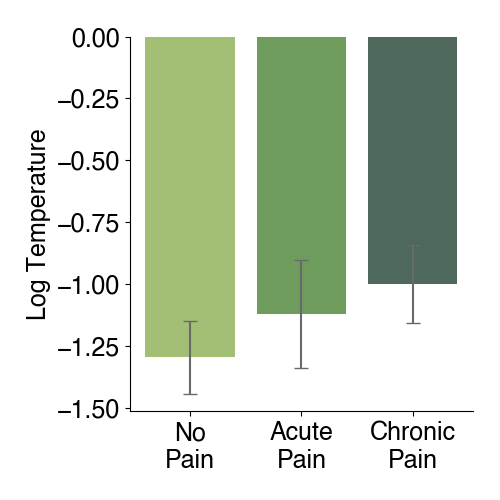 0.00
−0.25
−0.50
−0.75
−1.00
−1.25
−1.50
Log Temperature
No
Pain
Acute
Pain
Chronic
Pain